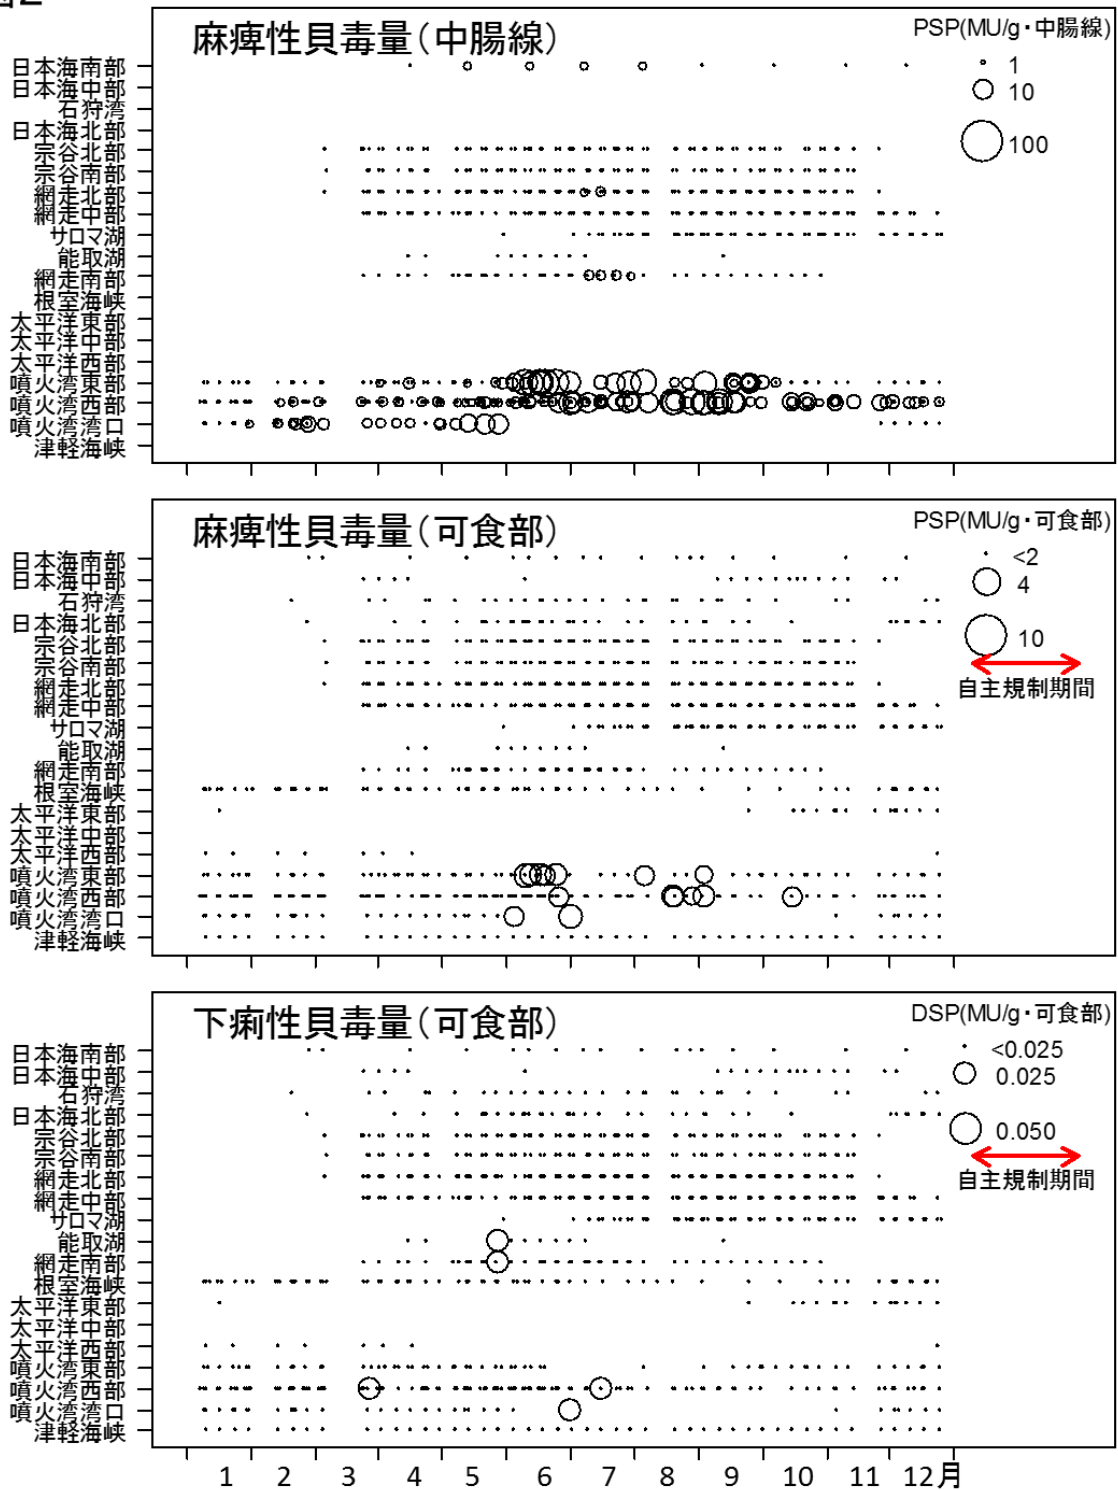 図2
麻痺性貝毒量（中腸線）
PSP(MU/g・中腸線)
1
10
100
日本海南部
日本海中部
石狩湾
日本海北部
宗谷北部
宗谷南部
網走北部
網走中部
サロマ湖
能取湖
網走南部
根室海峡
太平洋東部
太平洋中部
太平洋西部
噴火湾東部
噴火湾西部
噴火湾湾口
津軽海峡
麻痺性貝毒量（可食部）
PSP(MU/g・可食部)
<2
4
10
自主規制期間
日本海南部
日本海中部
石狩湾
日本海北部
宗谷北部
宗谷南部
網走北部
網走中部
サロマ湖
能取湖
網走南部
根室海峡
太平洋東部
太平洋中部
太平洋西部
噴火湾東部
噴火湾西部
噴火湾湾口
津軽海峡
下痢性貝毒量（可食部）
DSP(MU/g・可食部)
<0.025
0.025
0.050
自主規制期間
日本海南部
日本海中部
石狩湾
日本海北部
宗谷北部
宗谷南部
網走北部
網走中部
サロマ湖
能取湖
網走南部
根室海峡
太平洋東部
太平洋中部
太平洋西部
噴火湾東部
噴火湾西部
噴火湾湾口
津軽海峡
1 2 3 4 5 6 7 8 9 10 11 12月